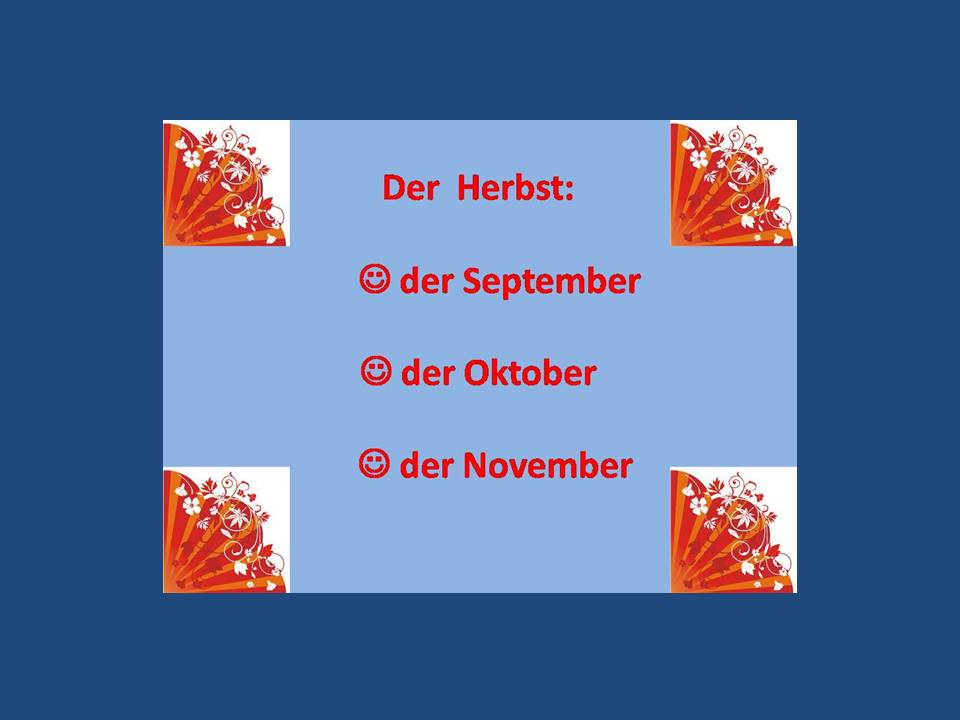 Der Herbst:
☺ der September
☺ der Oktober
☺ der November